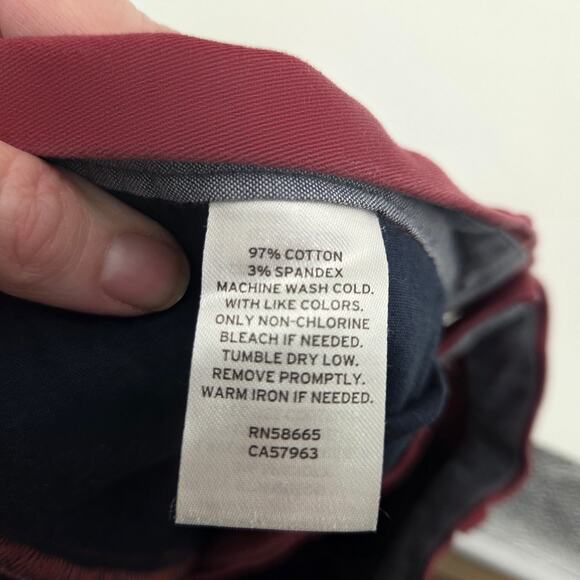 97% COTTON
3% SPANDEX
MACHINE WASH COLD.
WITH LIKE COLORS.
ONLY NON-CHLORINE
BLEACH IF NEEDED.
TUMBLE DRY LOW.
REMOVE PROMPTLY.
WARM IRON IF NEEDED.
RN58665
CA57963